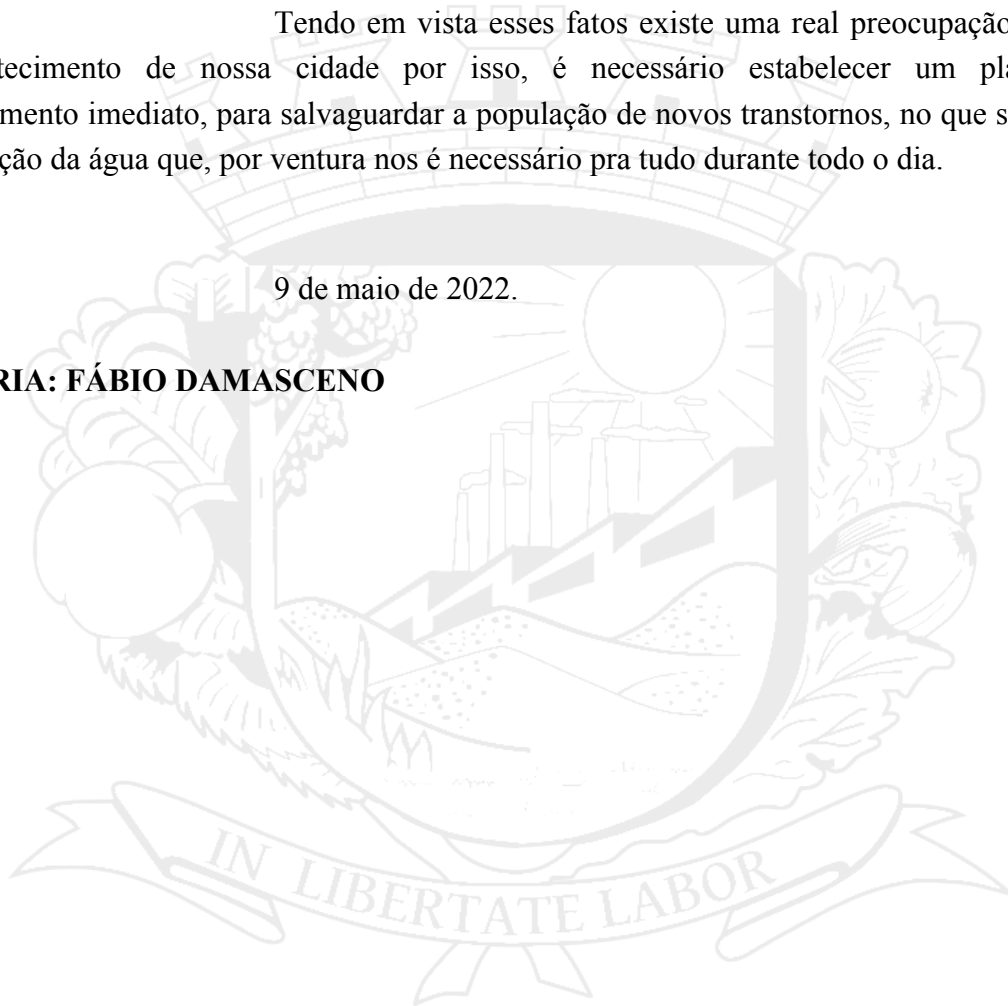 Tendo em vista esses fatos existe uma real preocupação
tecimento de nossa cidade por isso, é necessário estabelecer um pl
mento imediato, para salvaguardar a população de novos transtornos, no que s
ção da água que, por ventura nos é necessário pra tudo durante todo o dia.
9 de maio de 2022.
RIA: FÁBIO DAMASCENO
IN LIBERTATE LABOR